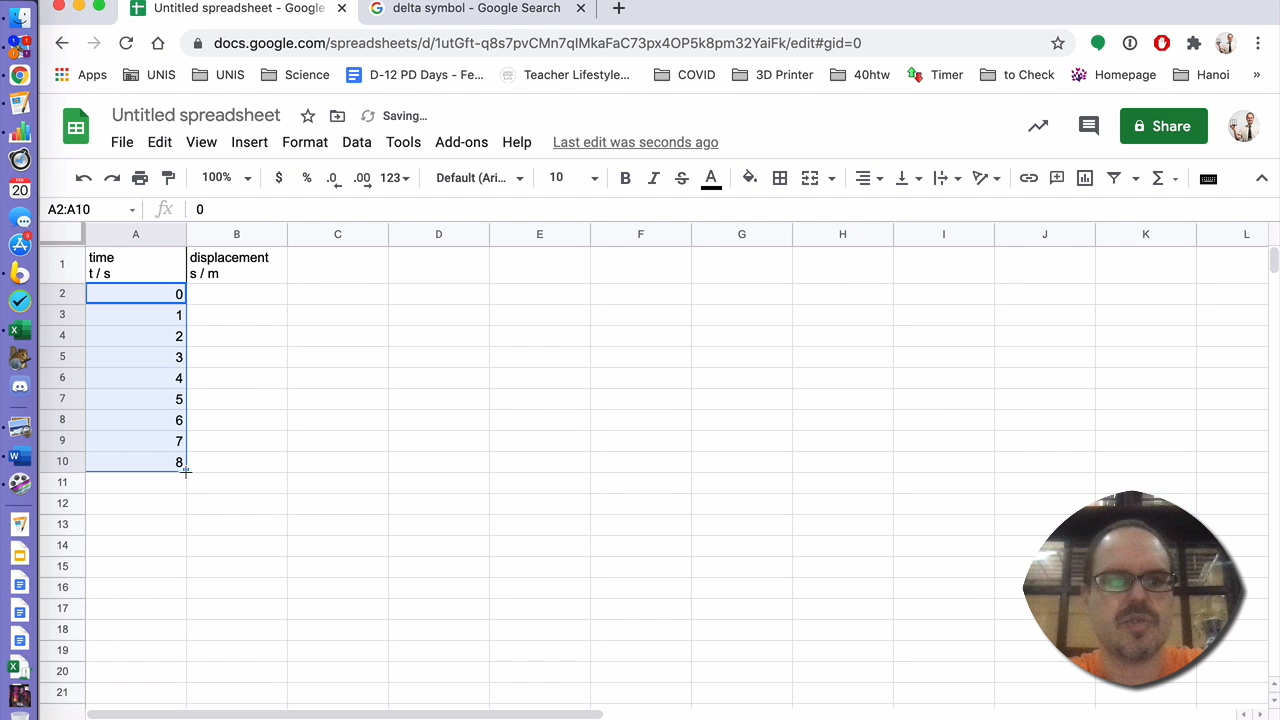 Untitled spreadsheet - Google
delta symbol - Google Search
docs.google.com/spreadsheets/d/1utGft-q8s7pvCMn7qIMkaFaC73px4OP5k8pm32YaiFk/edit#gid=0
Apps UNIS UNIS Science D-12 PD Days - Fe... Teacher Lifestyle... COVID 3D Printer 40htw Timer to Check Homepage Hanoi »
Untitled spreadsheet Saving...
File Edit View Insert Format Data Tools Add-ons Help Last edit was seconds ago
Share
100% $ % .0 .00 123 Default (Ari... 10 B I S A Σ
A2:A10 fx 0
A B C D E F G H I J K L
1 time displacement
t / s s / m
2 0
3 1
4 2
5 3
6 4
7 5
8 6
9 7
10 8
11
12
13
14
15
16
17
18
19
20
21
FEB
20